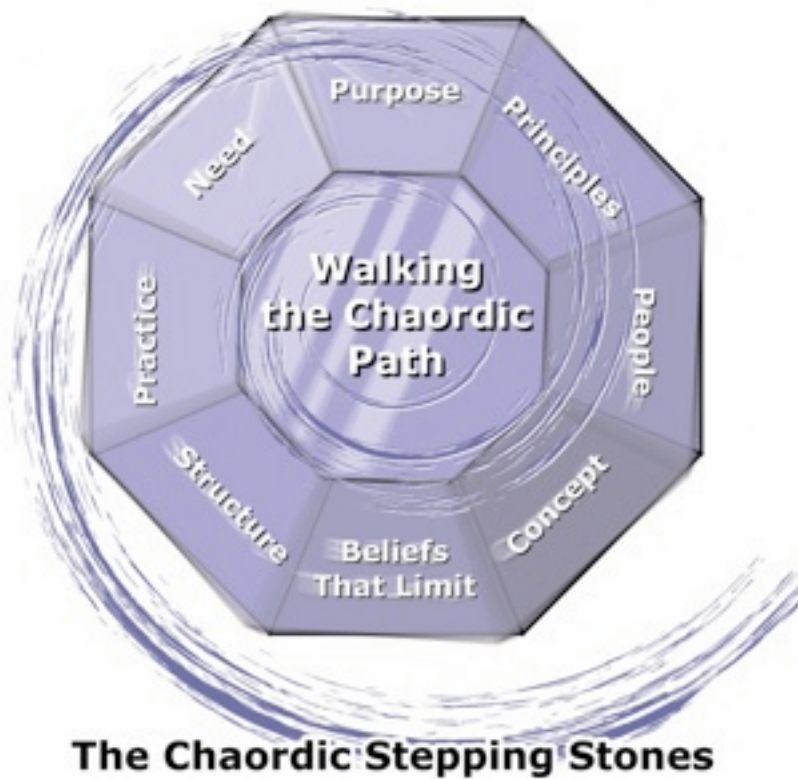 Purpose
Principles
People
Concept
Beliefs
That Limit
Structure
Practice
Need
Walking
the Chaordic
Path
The Chaordic Stepping Stones